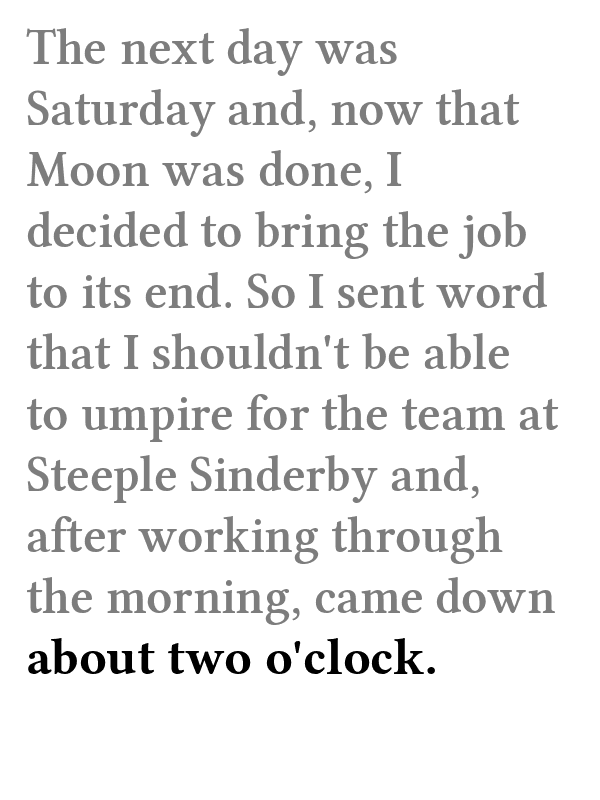 The next day was
Saturday and, now that
Moon was done, I
decided to bring the job
to its end. So I sent word
that I shouldn't be able
to umpire for the team at
Steeple Sinderby and,
after working through
the morning, came down
about two o'clock.